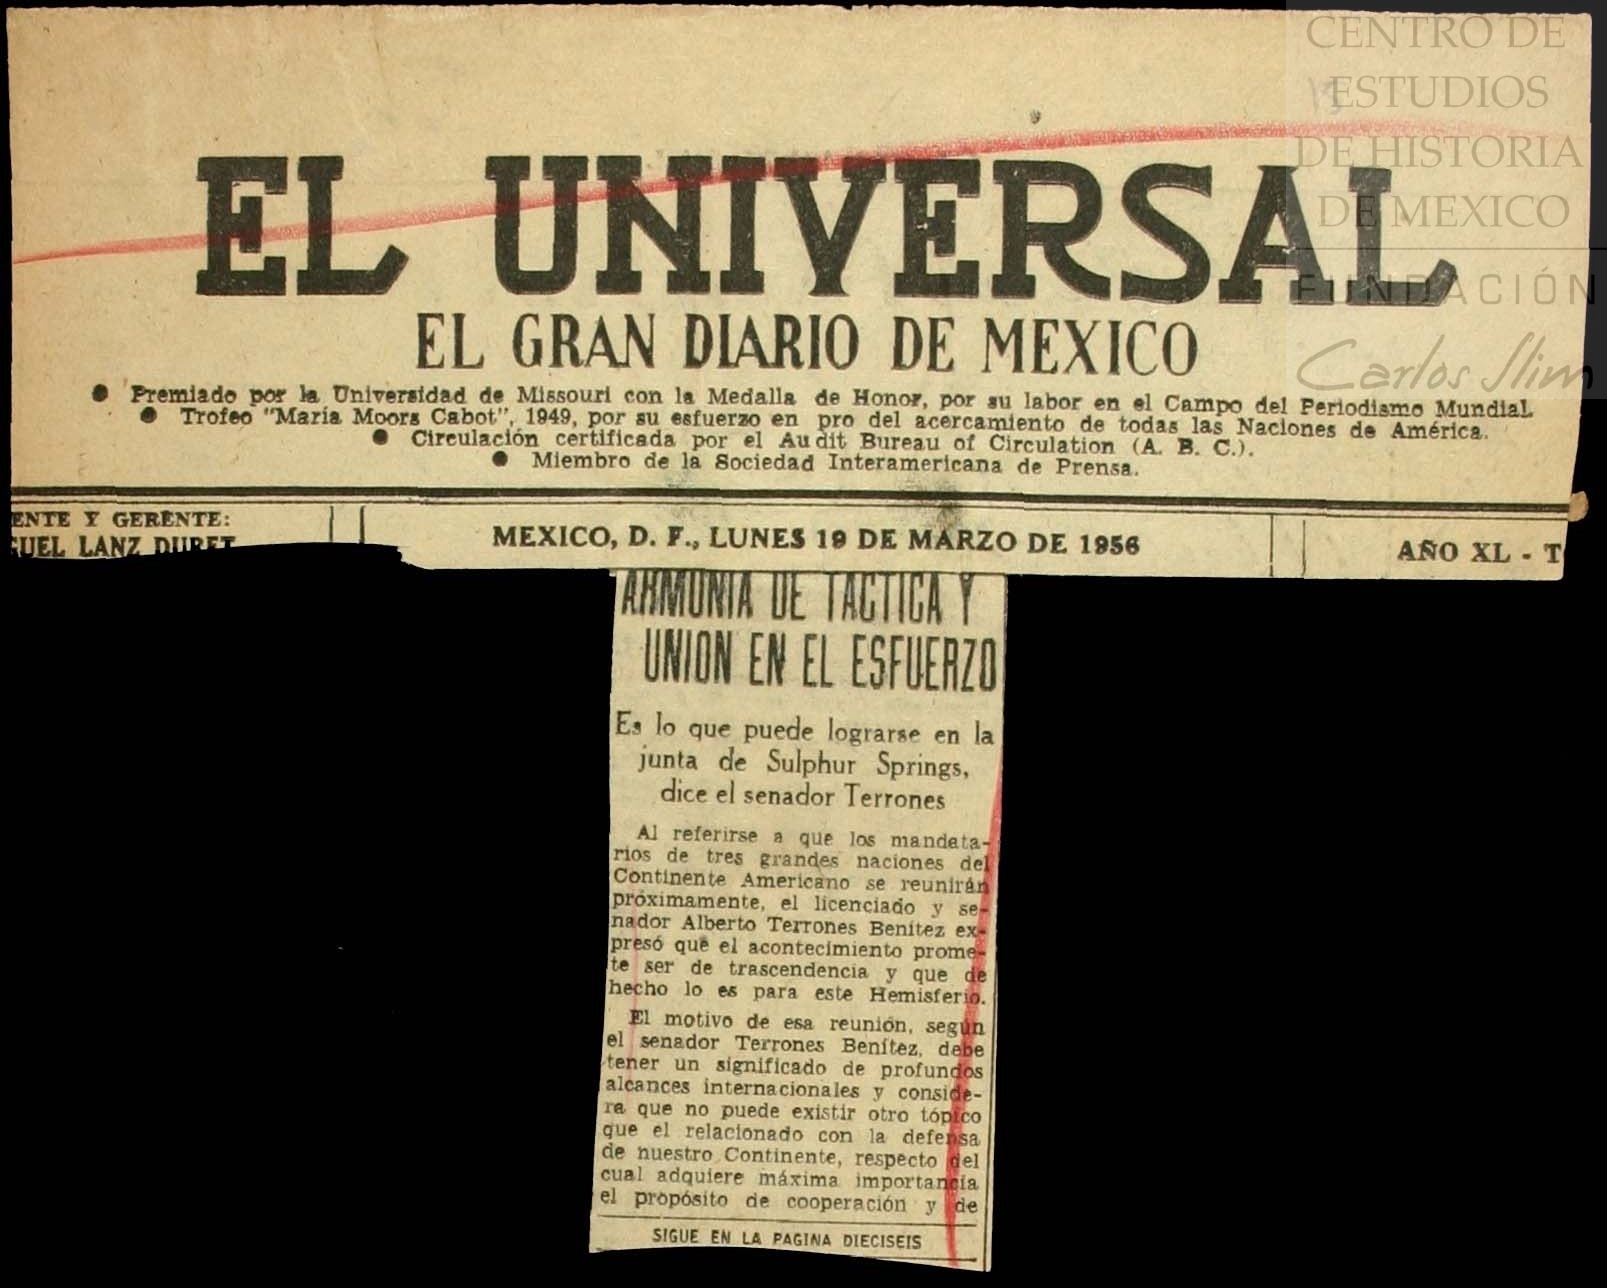 CENTRO DE
ESTUDIOS
DE HISTORIA
DE MEXICO
FUNDACIÓN
Carlos Slim
EL UNIVERSAL
EL GRAN DIARIO DE MEXICO
● Premiado por la Universidad de Missouri con la Medalla de Honor, por su labor en el Campo del Periodismo Mundial.
● Trofeo "María Moors Cabot", 1949, por su esfuerzo en pro del acercamiento de todas las Naciones de América.
● Circulación certificada por el Audit Bureau of Circulation (A. B. C.).
● Miembro de la Sociedad Interamericana de Prensa.
ENTE Y GERENTE:
GUEL LANZ DURET
MEXICO, D. F., LUNES 19 DE MARZO DE 1956
AÑO XL - T
ARMONIA DE TACTICA Y
UNION EN EL ESFUERZO
Es lo que puede lograrse en la
junta de Sulphur Springs,
dice el senador Terrones
Al referirse a que los mandata-
rios de tres grandes naciones del
Continente Americano se reunirán
próximamente, el licenciado y se-
nador Alberto Terrones Benítez ex-
presó que el acontecimiento prome-
te ser de trascendencia y que de
hecho lo es para este Hemisferio.
El motivo de esa reunión, según
el senador Terrones Benítez, debe
tener un significado de profundos
alcances internacionales y conside-
ra que no puede existir otro tópico
que el relacionado con la defensa
de nuestro Continente, respecto del
cual adquiere máxima importancia
el propósito de cooperación y de
SIGUE EN LA PAGINA DIECISEIS